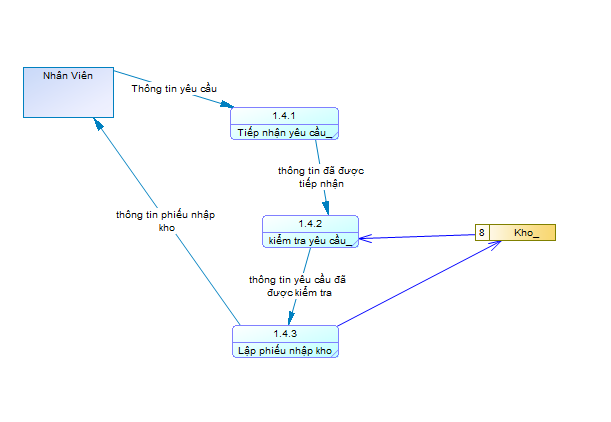 Nhân Viên
Thông tin yêu cầu
1.4.1
Tiếp nhận yêu cầu_
thông tin đã được
tiếp nhận
thông tin phiếu nhập
kho
1.4.2
kiểm tra yêu cầu_
8 Kho_
thông tin yêu cầu đã
được kiểm tra
1.4.3
Lập phiếu nhập kho